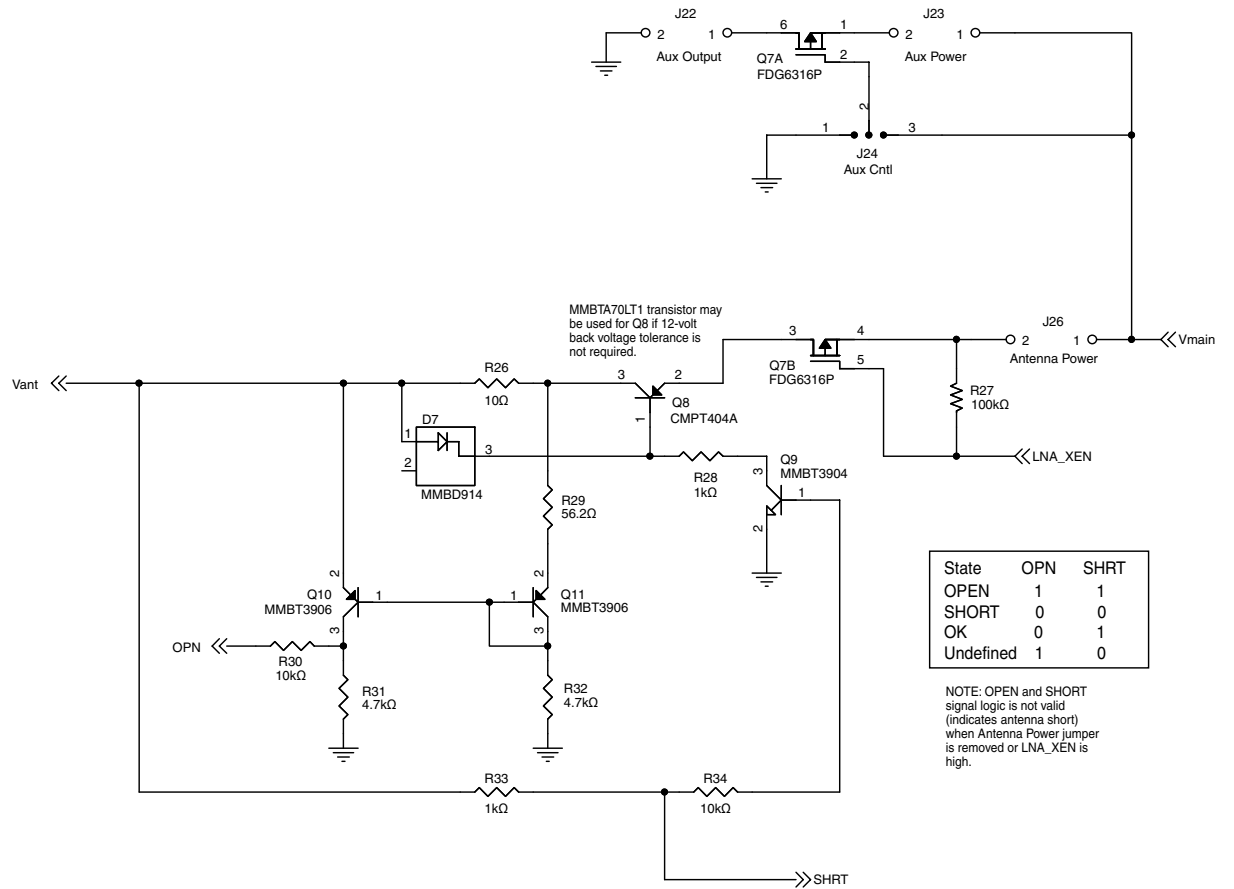 J22
2
1
Aux Output
6
1
2
Q7A
FDG6316P
J23
2
1
Aux Power
2
1
3
J24
Aux Cntl
MMBTA70LT1 transistor may
be used for Q8 if 12-volt
back voltage tolerance is
not required.
3
4
5
Q7B
FDG6316P
J26
2
1
Antenna Power
Vmain
R27
100kΩ
LNA_XEN
Vant
R26
10Ω
3
2
1
Q8
CMPT404A
D7
1
2
3
MMBD914
R28
1kΩ
Q9
MMBT3904
3
1
2
R29
56.2Ω
2
Q10
MMBT3906
1
3
2
1
Q11
MMBT3906
3
OPN
R30
10kΩ
R31
4.7kΩ
R32
4.7kΩ
State OPN SHRT
OPEN 1 1
SHORT 0 0
OK 0 1
Undefined 1 0
NOTE: OPEN and SHORT
signal logic is not valid
(indicates antenna short)
when Antenna Power jumper
is removed or LNA_XEN is
high.
R33
1kΩ
R34
10kΩ
SHRT